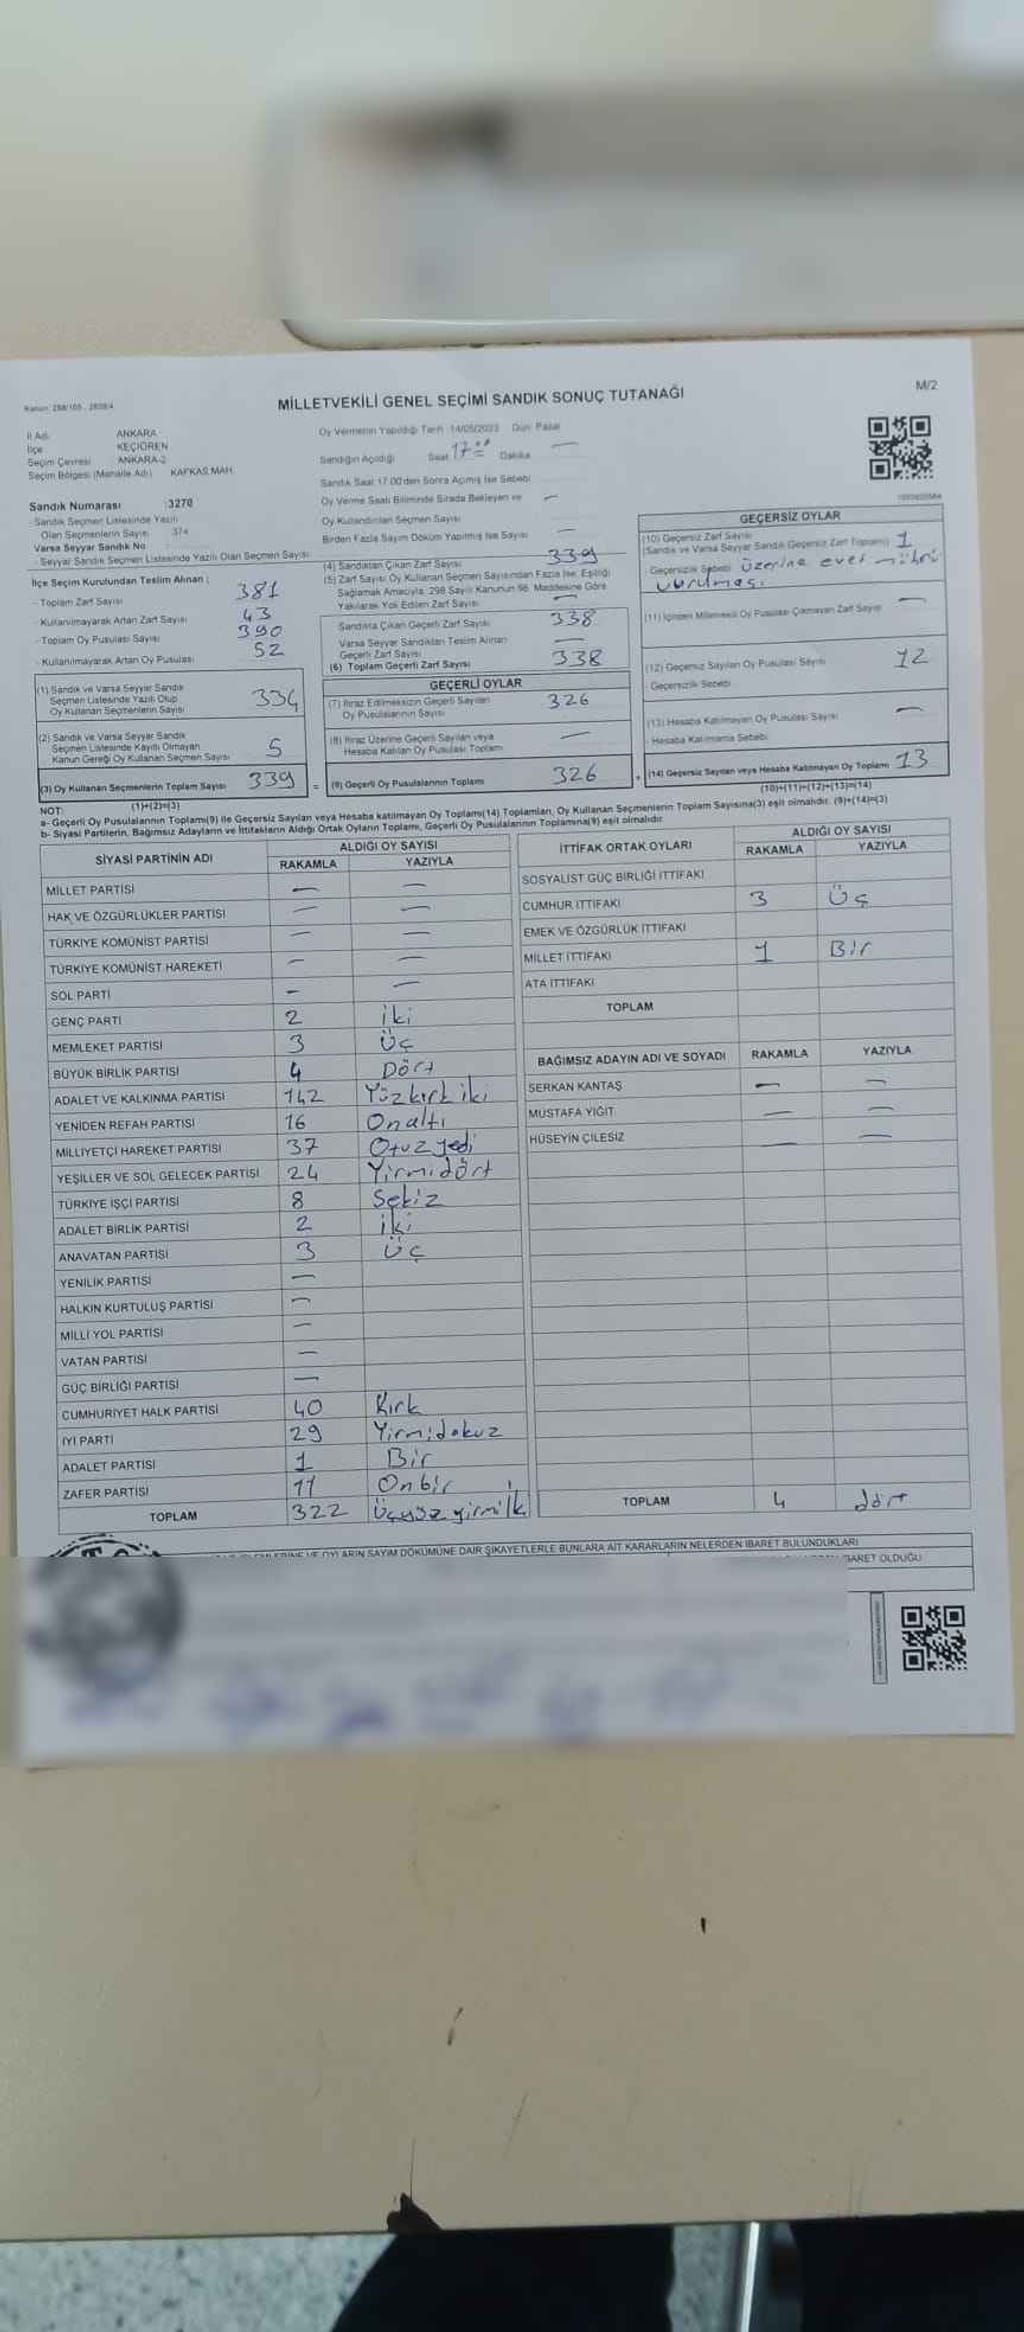 M/2
MİLLETVEKİLİ GENEL SEÇİMİ SANDIK SONUÇ TUTANAĞI
İl Adı : ANKARA
İlçe : KEÇİÖREN
Seçim Çevresi : ANKARA-2
Seçim Bölgesi (Mahalle Adı) : KAFKAS MAH.
Sandık Numarası :3270
Sandık Seçmen Listesinde Yazılı
Olan Seçmenlerin Sayısı : 374
Varsa Seyyar Sandık No
- Seyyar Sandık Seçmen Listesinde Yazılı Olan Seçmen Sayısı
İlçe Seçim Kurulundan Teslim Alınan :
- Toplam Zarf Sayısı 381
- Kullanılmayarak Artan Zarf Sayısı 43
- Toplam Oy Pusulası Sayısı 390
- Kullanılmayarak Artan Oy Pusulası 52
(1) Sandık ve Varsa Seyyar Sandık
Seçmen Listesinde Yazılı Olup
Oy Kullanan Seçmenlerin Sayısı 334
(2) Sandık ve Varsa Seyyar Sandık
Seçmen Listesinde Kayıtlı Olmayan
Kanun Gereği Oy Kullanan Seçmen Sayısı 5
(3) Oy Kullanan Seçmenlerin Toplam Sayısı 339
Oy Vermenin Yapıldığı Tarih : 14/05/2023 Gün: Pazar
Sandığın Açıldığı Saat 17:00 Dakika —
Sandık Saat 17.00'den Sonra Açılmış İse Sebebi
Oy Verme Saati Bitiminde Sırada Bekleyen ve —
Oy Kullandırılan Seçmen Sayısı
Birden Fazla Sayım Döküm Yapılmış İse Sayısı —
(4) Sandıktan Çıkan Zarf Sayısı 339
(5) Zarf Sayısı Oy Kullanan Seçmen Sayısından Fazla İse; Eşitliği
Sağlamak Amacıyla, 298 Sayılı Kanunun 98. Maddesine Göre
Yakılarak Yok Edilen Zarf Sayısı —
Sandıkta Çıkan Geçerli Zarf Sayısı 338
Varsa Seyyar Sandıktan Teslim Alınan
Geçerli Zarf Sayısı —
(6) Toplam Geçerli Zarf Sayısı 338
GEÇERLİ OYLAR
(7) İtiraz Edilmeksizin Geçerli Sayılan
Oy Pusulalarının Sayısı 326
(8) İtiraz Üzerine Geçerli Sayılan veya
Hesaba Katılan Oy Pusulası Toplamı —
= (9) Geçerli Oy Pusulalarının Toplamı 326
GEÇERSİZ OYLAR
(10) Geçersiz Zarf Sayısı
(Sandık ve Varsa Seyyar Sandık Geçersiz Zarf Toplamı) 1
Geçersizlik Sebebi Üzerine evet mührü
vurulması.
(11) İçinden Milletvekili Oy Pusulası Çıkmayan Zarf Sayısı —
(12) Geçersiz Sayılan Oy Pusulası Sayısı 12
Geçersizlik Sebebi
(13) Hesaba Katılmayan Oy Pusulası Sayısı —
Hesaba Katılmama Sebebi
+ (14) Geçersiz Sayılan veya Hesaba Katılmayan Oy Toplamı 13
NOT: (1)+(2)=(3) (10)+(11)+(12)+(13)=(14)
a- Geçerli Oy Pusulalarının Toplamı(9) ile Geçersiz Sayılan veya Hesaba katılmayan Oy Toplamı(14) Toplamları, Oy Kullanan Seçmenlerin Toplam Sayısına(3) eşit olmalıdır. (9)+(14)=(3)
b- Siyasi Partilerin, Bağımsız Adayların ve İttifakların Aldığı Ortak Oyların Toplamı, Geçerli Oy Pusulalarının Toplamına(9) eşit olmalıdır.
SİYASİ PARTİNİN ADI ALDIĞI OY SAYISI
RAKAMLA YAZIYLA
MİLLET PARTİSİ — —
HAK VE ÖZGÜRLÜKLER PARTİSİ — —
TÜRKİYE KOMÜNİST PARTİSİ — —
TÜRKİYE KOMÜNİST HAREKETİ — —
SOL PARTİ — —
GENÇ PARTİ 2 iki
MEMLEKET PARTİSİ 3 Üç
BÜYÜK BİRLİK PARTİSİ 4 Dört
ADALET VE KALKINMA PARTİSİ 142 Yüzkırk iki
YENİDEN REFAH PARTİSİ 16 Onaltı
MİLLİYETÇİ HAREKET PARTİSİ 37 Otuz yedi
YEŞİLLER VE SOL GELECEK PARTİSİ 24 Yirmidört
TÜRKİYE İŞÇİ PARTİSİ 8 Sekiz
ADALET BİRLİK PARTİSİ 2 iki
ANAVATAN PARTİSİ 3 Üç
YENİLİK PARTİSİ —
HALKIN KURTULUŞ PARTİSİ —
MİLLİ YOL PARTİSİ —
VATAN PARTİSİ —
GÜÇ BİRLİĞİ PARTİSİ —
CUMHURİYET HALK PARTİSİ 40 Kırk
İYİ PARTİ 29 Yirmidokuz
ADALET PARTİSİ 1 Bir
ZAFER PARTİSİ 11 Onbir
TOPLAM 322
İTTİFAK ORTAK OYLARI ALDIĞI OY SAYISI
RAKAMLA YAZIYLA
SOSYALİST GÜÇ BİRLİĞİ İTTİFAKI
CUMHUR İTTİFAKI 3 Üç
EMEK VE ÖZGÜRLÜK İTTİFAKI
MİLLET İTTİFAKI 1 Bir
ATA İTTİFAKI
TOPLAM
BAĞIMSIZ ADAYIN ADI VE SOYADI RAKAMLA YAZIYLA
SERKAN KANTAŞ — —
MUSTAFA YİĞİT — —
HÜSEYİN ÇİLESİZ — —
TOPLAM 4 dört
OYLARIN SAYIM DÖKÜMÜNE DAİR ŞİKAYETLERLE BUNLARA AİT KARARLARIN NELERDEN İBARET BULUNDUKLARI
İBARET OLDUĞU